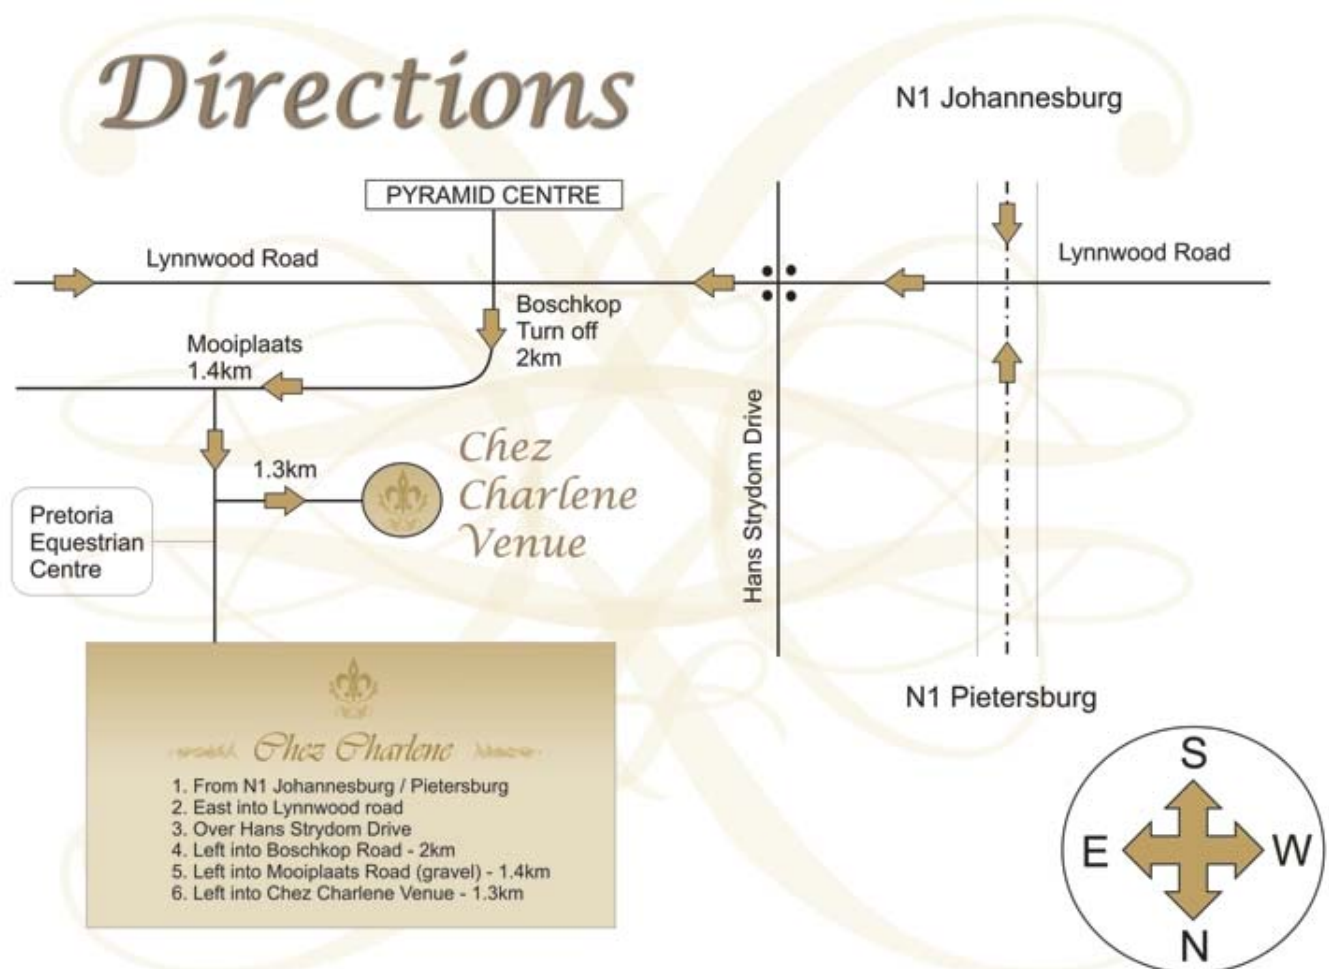 Directions
N1 Johannesburg
PYRAMID CENTRE
Lynnwood Road
Lynnwood Road
Boschkop
Turn off
2km
Mooiplaats
1.4km
Hans Strydom Drive
1.3km
Chez
Charlene
Venue
Pretoria
Equestrian
Centre
N1 Pietersburg
Chez Charlene
1. From N1 Johannesburg / Pietersburg
2. East into Lynnwood road
3. Over Hans Strydom Drive
4. Left into Boschkop Road - 2km
5. Left into Mooiplaats Road (gravel) - 1.4km
6. Left into Chez Charlene Venue - 1.3km
S
E W
N